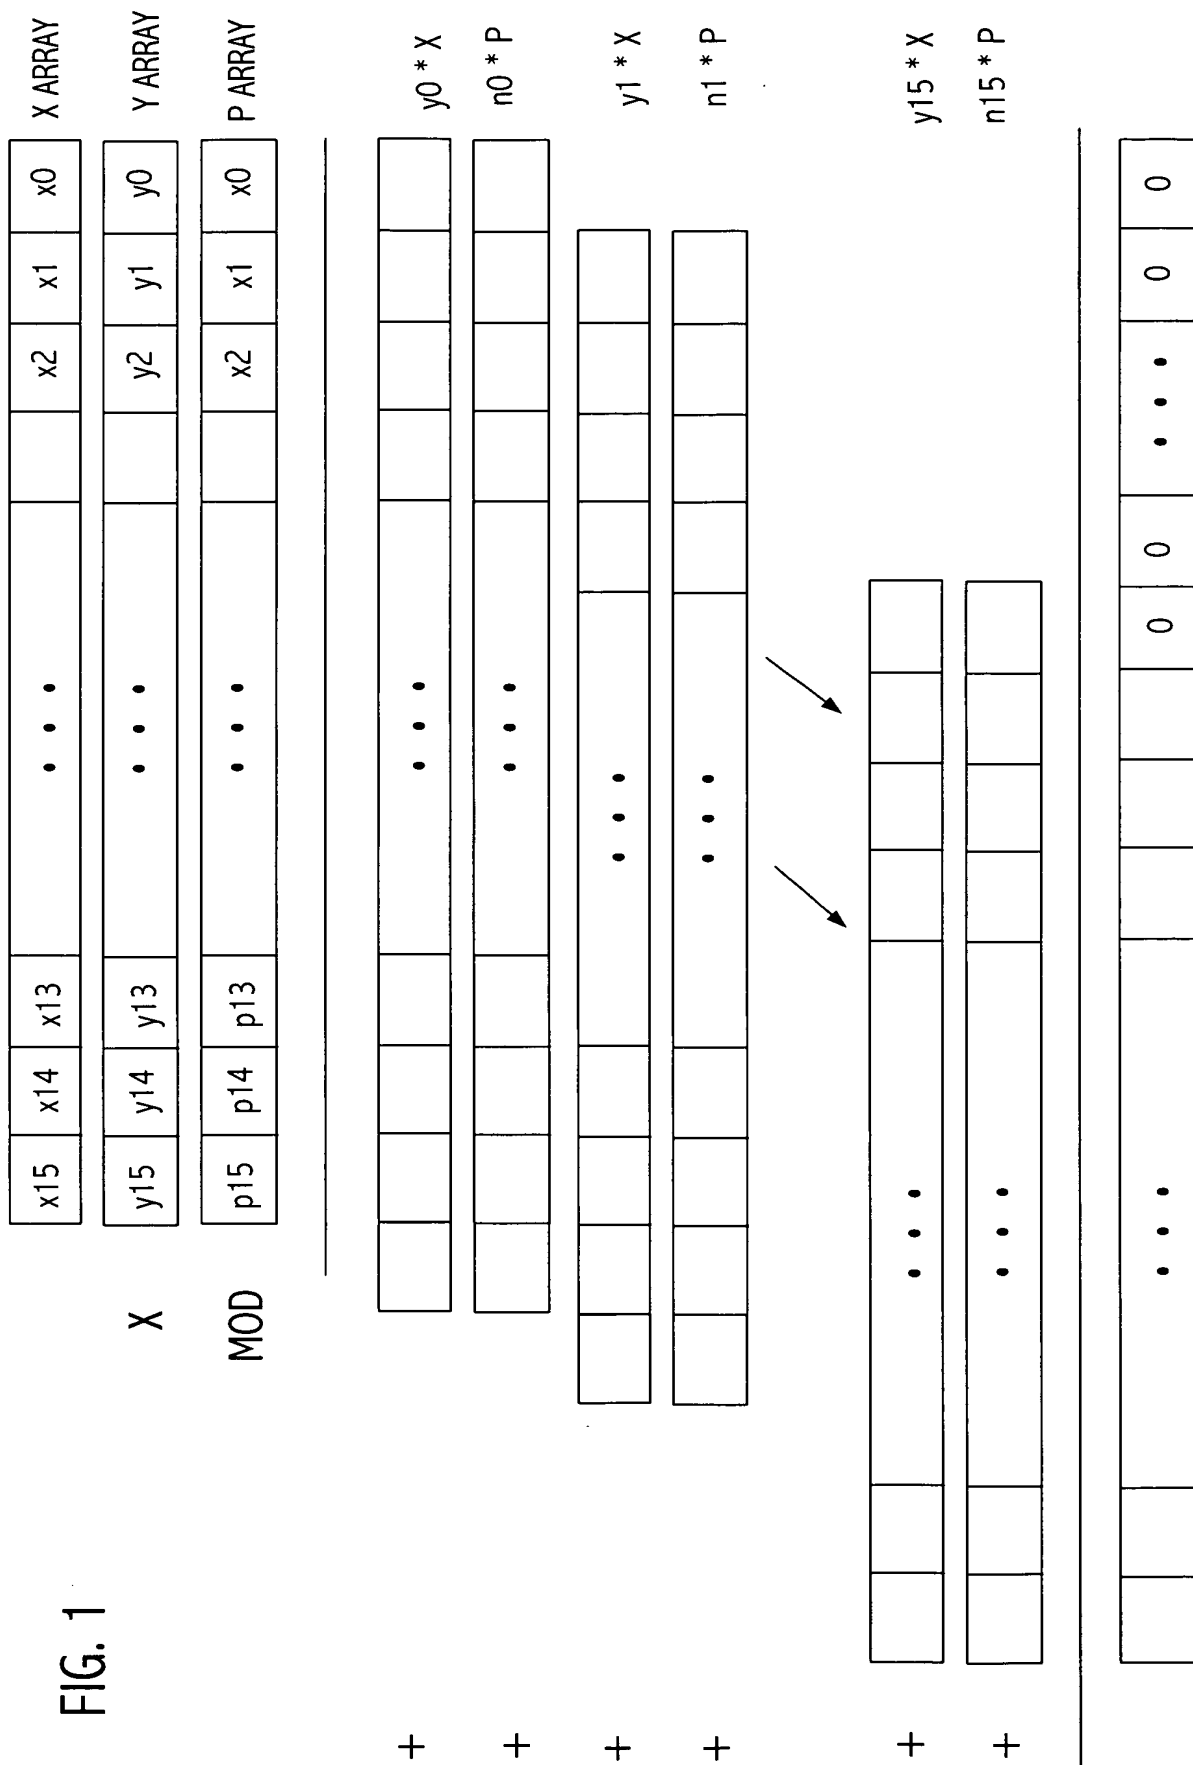 FIG. 1
x15 x14 x13 ••• x2 x1 x0 X ARRAY
X y15 y14 y13 ••• y2 y1 y0 Y ARRAY
MOD p15 p14 p13 ••• x2 x1 x0 P ARRAY
+ ••• y0 * X
+ ••• n0 * P
+ ••• y1 * X
+ ••• n1 * P
+ ••• y15 * X
+ ••• n15 * P
••• 0 0 ••• 0 0